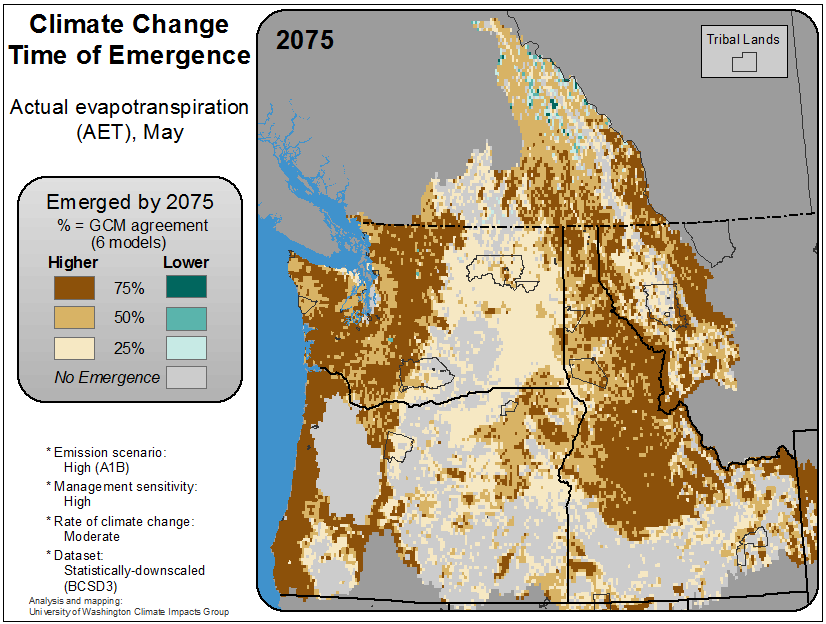 Climate Change
Time of Emergence
Actual evapotranspiration
(AET), May
Emerged by 2075
% = GCM agreement
(6 models)
Higher Lower
75%
50%
25%
No Emergence
* Emission scenario:
High (A1B)
* Management sensitivity:
High
* Rate of climate change:
Moderate
* Dataset:
Statistically-downscaled
(BCSD3)
Analysis and mapping:
University of Washington Climate Impacts Group
2075
Tribal Lands